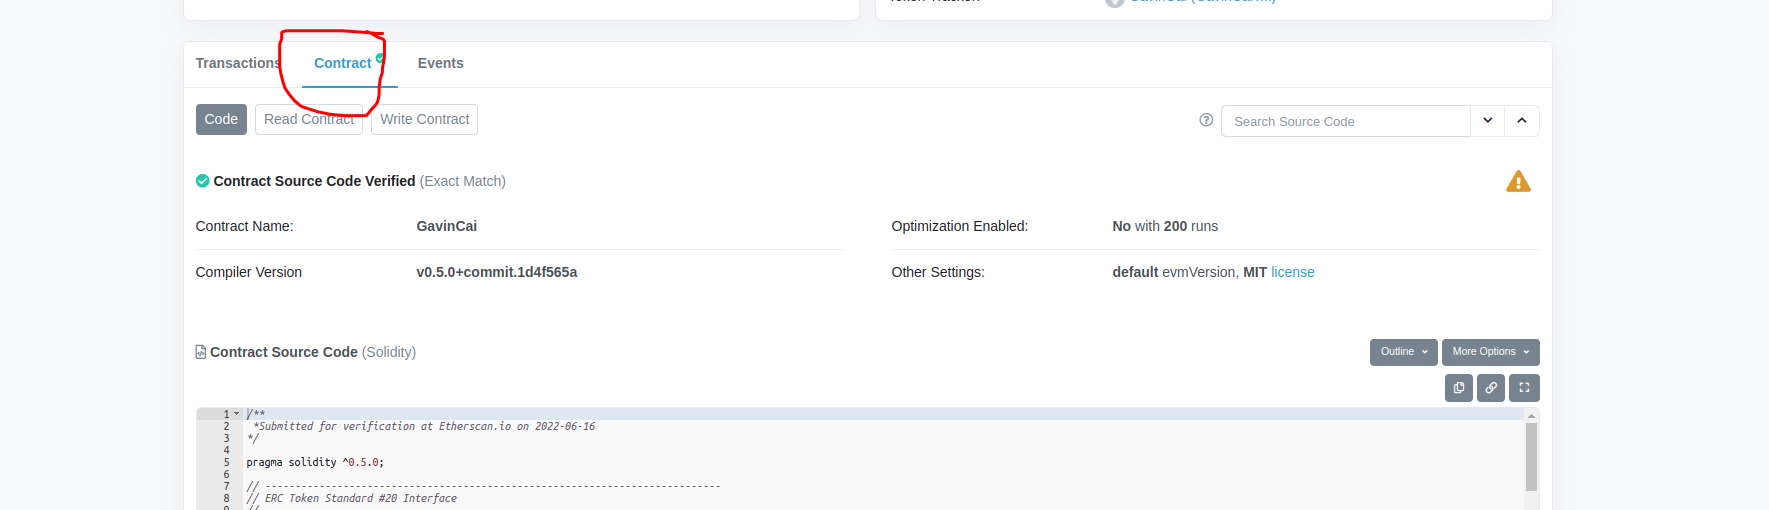 Transactions Contract Events
Code Read Contract Write Contract Search Source Code
Contract Source Code Verified (Exact Match)
Contract Name: GavinCai Optimization Enabled: No with 200 runs
Compiler Version v0.5.0+commit.1d4f565a Other Settings: default evmVersion, MIT license
Contract Source Code (Solidity) Outline More Options
1 /**
2 *Submitted for verification at Etherscan.io on 2022-06-16
3 */
4
5 pragma solidity ^0.5.0;
6
7 // ----------------------------------------------------------------------------
8 // ERC Token Standard #20 Interface
9 //